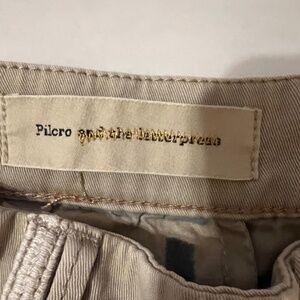 Pilcro and the letterpress